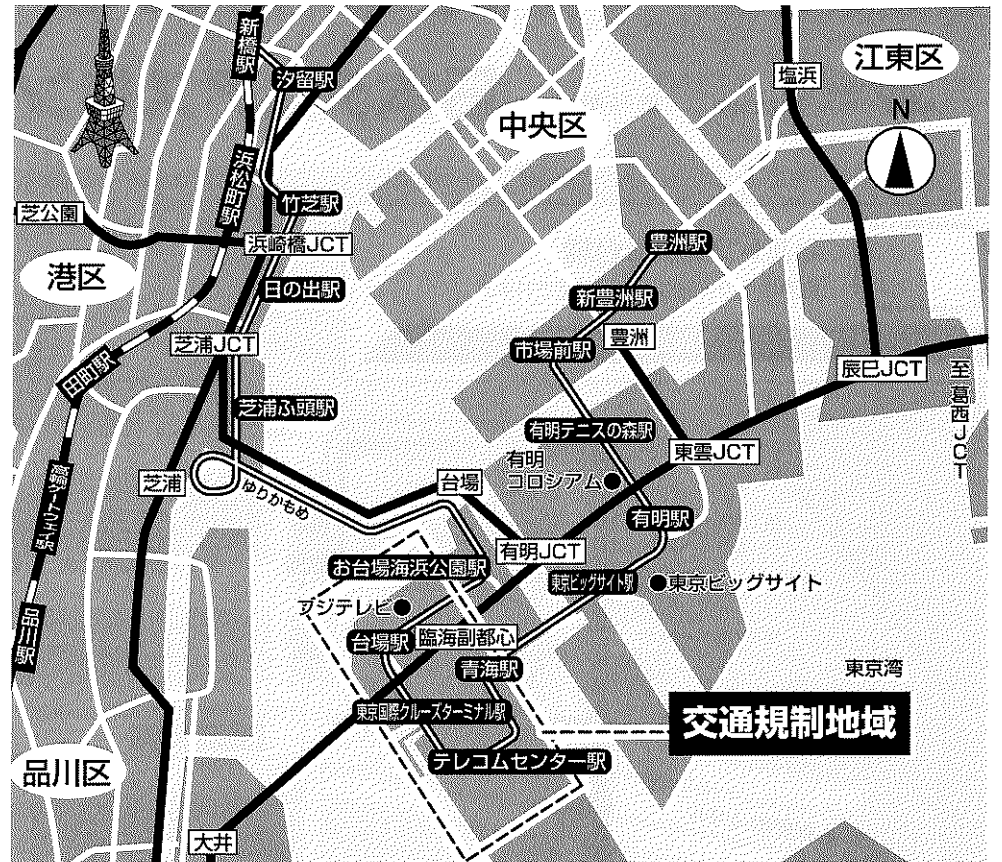 新橋駅
汐留駅
塩浜
江東区
N
中央区
浜松町駅
竹芝駅
芝公園
浜崎橋JCT
豊洲駅
港区
日の出駅
新豊洲駅
豊洲
芝浦JCT
市場前駅
辰巳JCT
至葛西JCT
田町駅
芝浦ふ頭駅
有明テニスの森駅
東雲JCT
有明
コロシアム
芝浦
ゆりかもめ
台場
高輪ゲートウェイ駅
有明駅
有明JCT
お台場海浜公園駅
東京ビッグサイト駅
東京ビッグサイト
フジテレビ
品川駅
台場駅
臨海副都心
青海駅
東京湾
東京国際クルーズターミナル駅
交通規制地域
テレコムセンター駅
品川区
大井